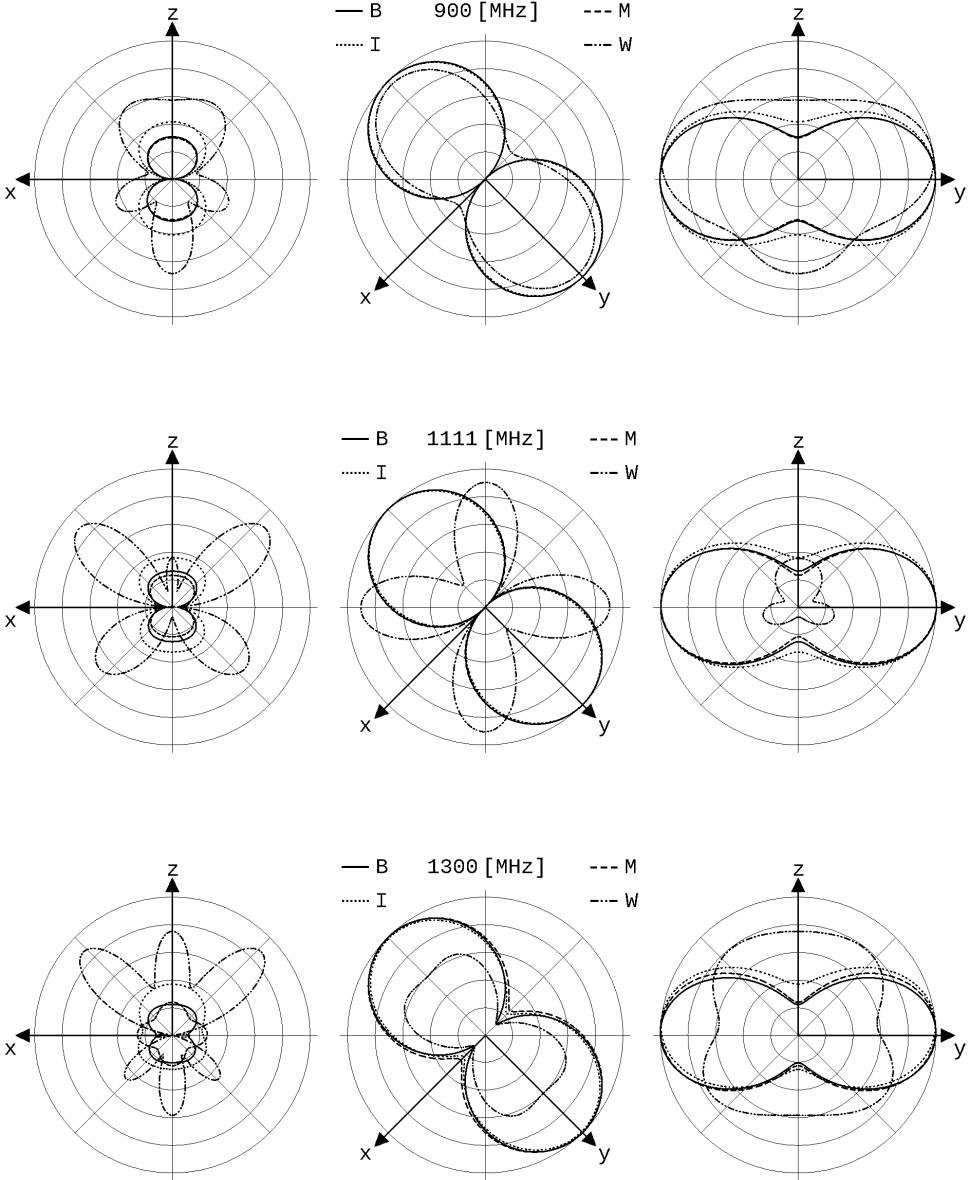 B 900 [MHz] M
z z
I W
x y
x y
B 1111 [MHz] M
z z
I W
x y
x y
B 1300 [MHz] M
z z
I W
x y
x y